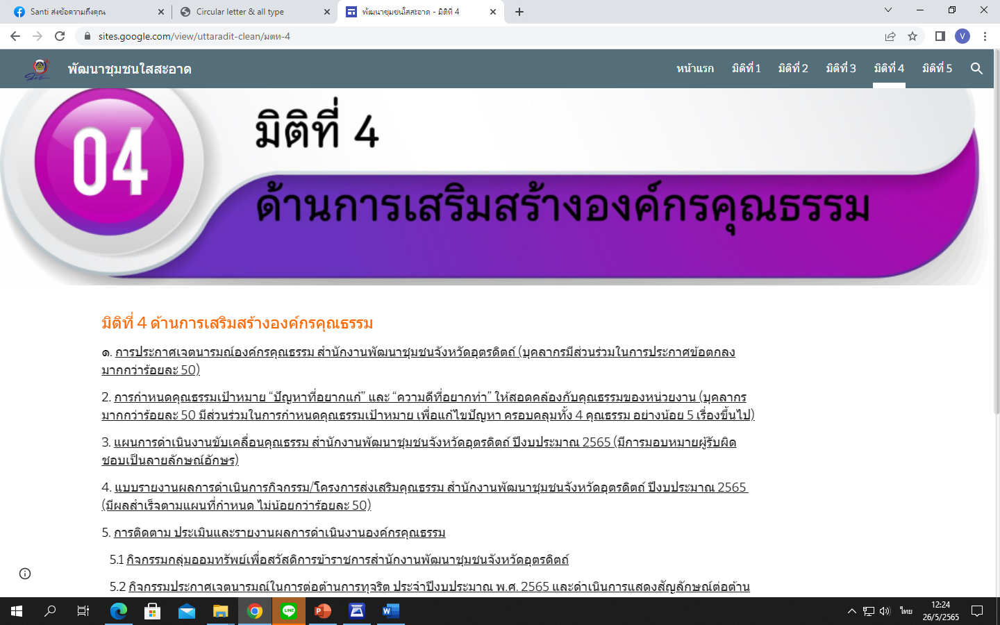 Santi ส่งข้อความถึงคุณ
Circular letter & all type
พัฒนาชุมชนใสสะอาด - มิติที่ 4
sites.google.com/view/uttaradit-clean/มตท-4
V
พัฒนาชุมชนใสสะอาด
หน้าแรก
มิติที่ 1
มิติที่ 2
มิติที่ 3
มิติที่ 4
มิติที่ 5
04
มิติที่ 4
ด้านการเสริมสร้างองค์กรคุณธรรม
มิติที่ 4 ด้านการเสริมสร้างองค์กรคุณธรรม
๑. การประกาศเจตนารมณ์องค์กรคุณธรรม สำนักงานพัฒนาชุมชนจังหวัดอุตรดิตถ์ (บุคลากรมีส่วนร่วมในการประกาศข้อตกลง
มากกว่าร้อยละ 50)
2. การกำหนดคุณธรรมเป้าหมาย “ปัญหาที่อยากแก้” และ “ความดีที่อยากทำ” ให้สอดคล้องกับคุณธรรมของหน่วยงาน (บุคลากร
มากกว่าร้อยละ 50 มีส่วนร่วมในการกำหนดคุณธรรมเป้าหมาย เพื่อแก้ไขปัญหา ครอบคลุมทั้ง 4 คุณธรรม อย่างน้อย 5 เรื่องขึ้นไป)
3. แผนการดำเนินงานขับเคลื่อนคุณธรรม สำนักงานพัฒนาชุมชนจังหวัดอุตรดิตถ์ ปีงบประมาณ 2565 (มีการมอบหมายผู้รับผิด
ชอบเป็นลายลักษณ์อักษร)
4. แบบรายงานผลการดำเนินการกิจกรรม/โครงการส่งเสริมคุณธรรม สำนักงานพัฒนาชุมชนจังหวัดอุตรดิตถ์ ปีงบประมาณ 2565
(มีผลสำเร็จตามแผนที่กำหนด ไม่น้อยกว่าร้อยละ 50)
5. การติดตาม ประเมินและรายงานผลการดำเนินงานองค์กรคุณธรรม
5.1 กิจกรรมกลุ่มออมทรัพย์เพื่อสวัสดิการข้าราชการสำนักงานพัฒนาชุมชนจังหวัดอุตรดิตถ์
5.2 กิจกรรมประกาศเจตนารมณ์ในการต่อต้านการทุจริต ประจำปีงบประมาณ พ.ศ. 2565 และดำเนินการแสดงสัญลักษณ์ต่อต้าน
LINE
ไทย
12:24
26/5/2565